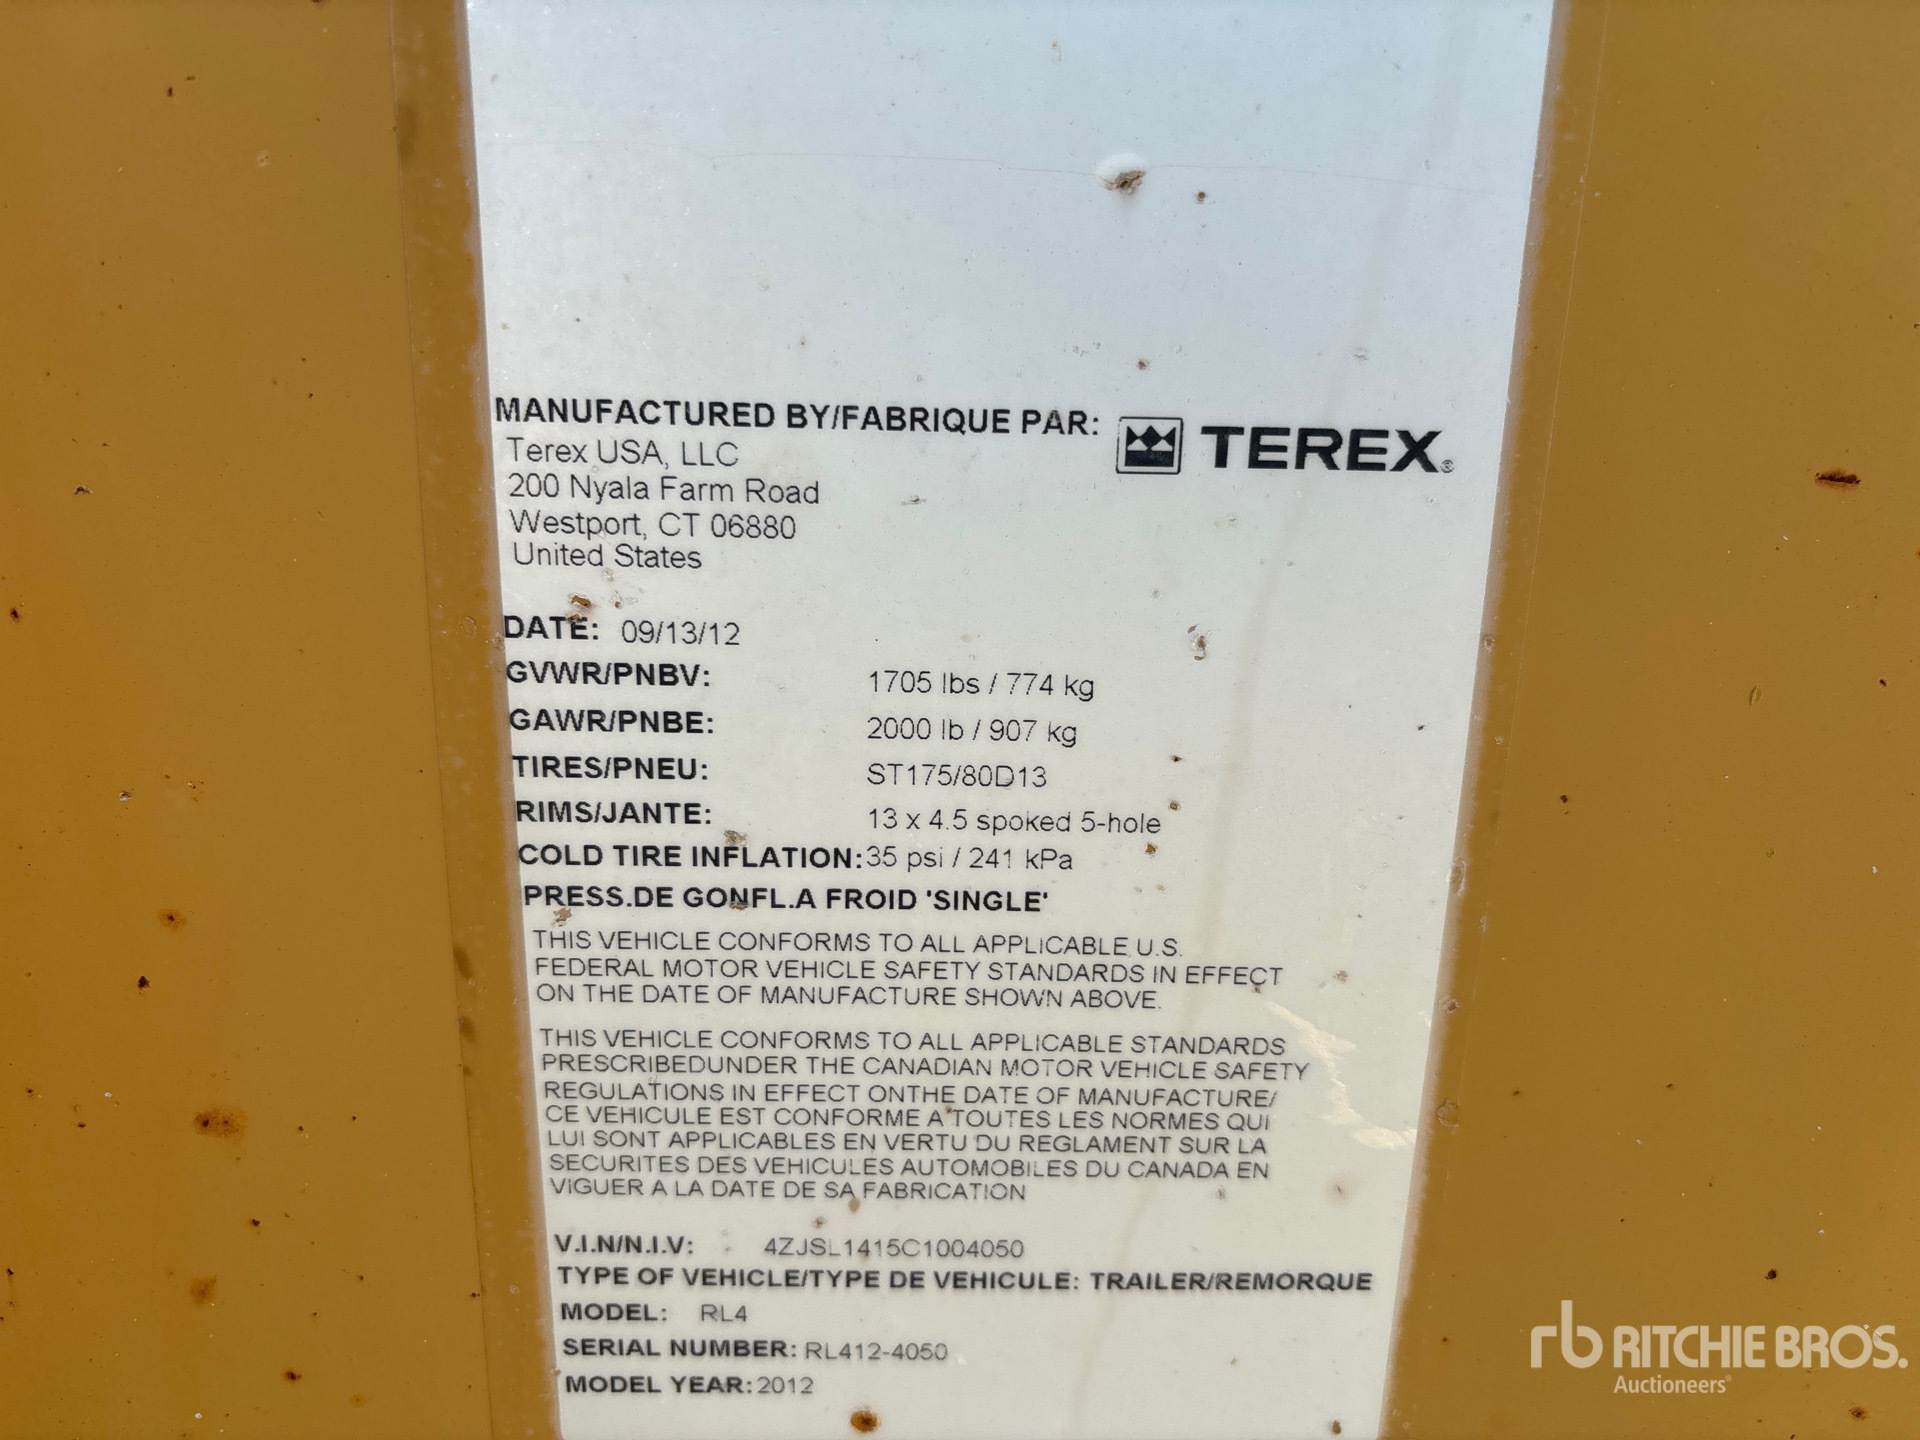 MANUFACTURED BY/FABRIQUE PAR:
TEREX®
Terex USA, LLC
200 Nyala Farm Road
Westport, CT 06880
United States
DATE: 09/13/12
GVWR/PNBV: 1705 lbs / 774 kg
GAWR/PNBE: 2000 lb / 907 kg
TIRES/PNEU: ST175/80D13
RIMS/JANTE: 13 x 4.5 spoked 5-hole
COLD TIRE INFLATION: 35 psi / 241 kPa
PRESS.DE GONFL.A FROID 'SINGLE'
THIS VEHICLE CONFORMS TO ALL APPLICABLE U.S.
FEDERAL MOTOR VEHICLE SAFETY STANDARDS IN EFFECT
ON THE DATE OF MANUFACTURE SHOWN ABOVE.
THIS VEHICLE CONFORMS TO ALL APPLICABLE STANDARDS
PRESCRIBEDUNDER THE CANADIAN MOTOR VEHICLE SAFETY
REGULATIONS IN EFFECT ONTHE DATE OF MANUFACTURE/
CE VEHICULE EST CONFORME A TOUTES LES NORMES QUI
LUI SONT APPLICABLES EN VERTU DU REGLAMENT SUR LA
SECURITES DES VEHICULES AUTOMOBILES DU CANADA EN
VIGUER A LA DATE DE SA FABRICATION
V.I.N/N.I.V: 4ZJSL1415C1004050
TYPE OF VEHICLE/TYPE DE VEHICULE: TRAILER/REMORQUE
MODEL: RL4
SERIAL NUMBER: RL412-4050
MODEL YEAR: 2012
rb RITCHIE BROS.
Auctioneers®